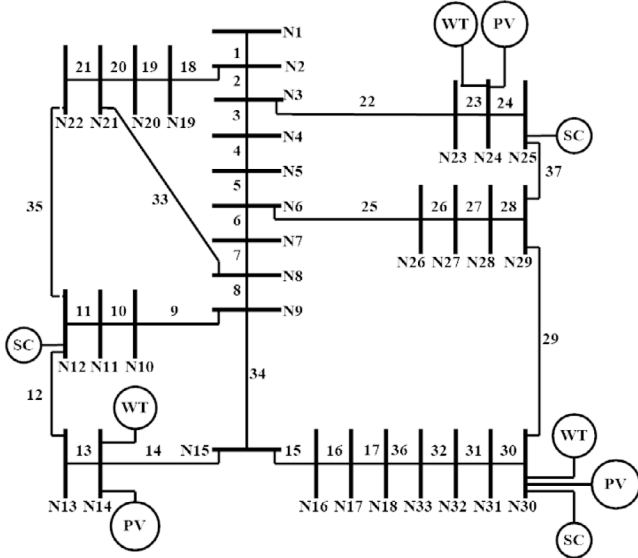 WT PV
N1
1
21 20 19 18 N2
2
N3
22 23 24
3
N22 N21 N20 N19 N4 N23 N24 N25 SC
4
37
N5
5
35 33 N6 25 26 27 28
6
N7
7 N26 N27 N28 N29
N8
11 10 9 8 N9
SC
N12 N11 N10 29
34
12 WT WT
13 14 N15 15 16 17 36 32 31 30
PV
N13 N14 N16 N17 N18 N33 N32 N31 N30
PV SC